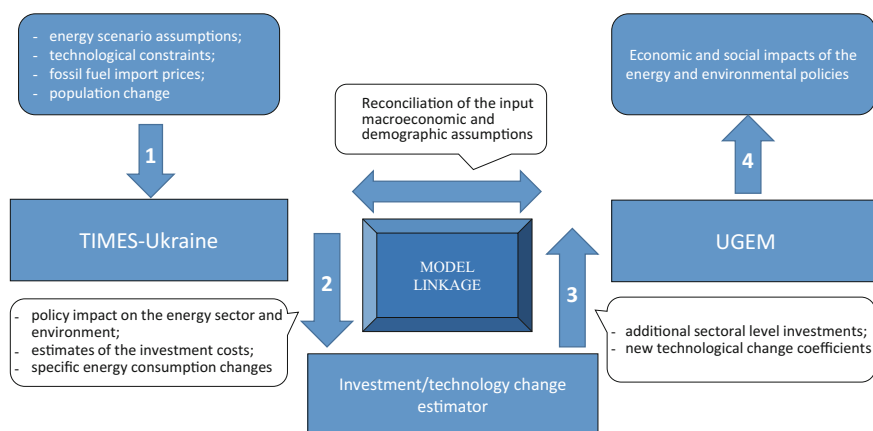 - energy scenario assumptions;
- technological constraints;
- fossil fuel import prices;
- population change
Economic and social impacts of the
energy and environmental policies
Reconciliation of the input
macroeconomic and
demographic assumptions
1
4
TIMES-Ukraine
UGEM
2
MODEL
LINKAGE
3
- policy impact on the energy sector and
environment;
- estimates of the investment costs;
- specific energy consumption changes
- additional sectoral level investments;
- new technological change coefficients
Investment/technology change
estimator